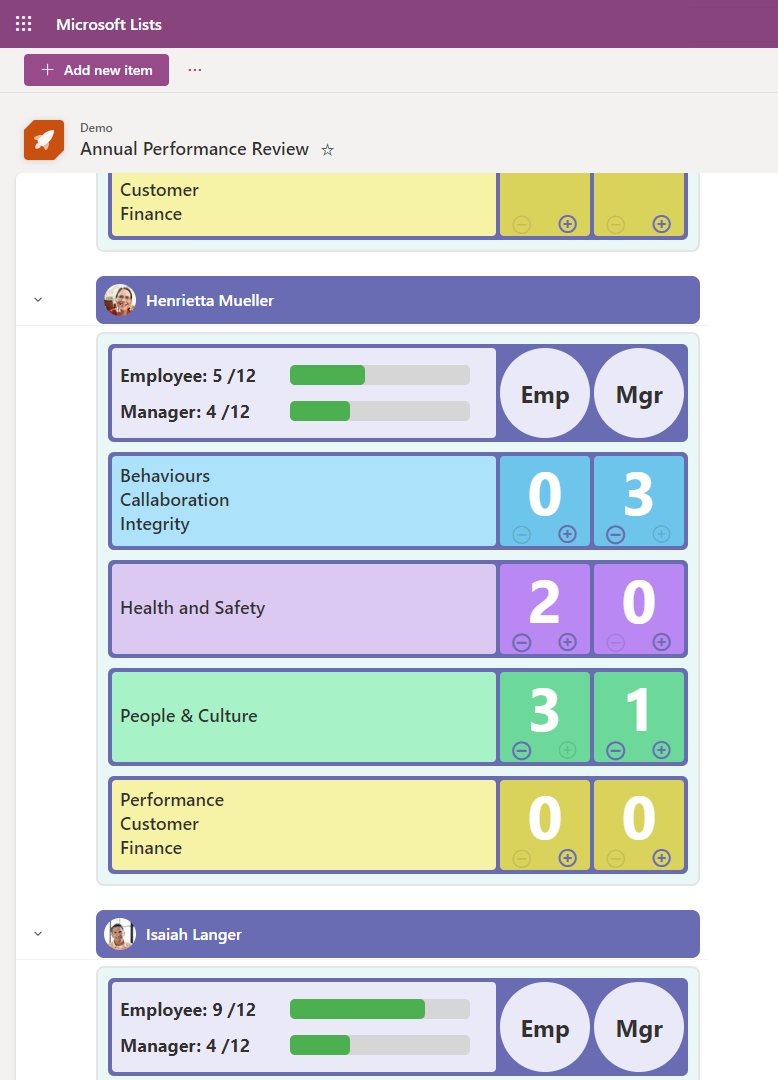 Microsoft Lists
Add new item
Demo
Annual Performance Review
Customer
Finance
Henrietta Mueller
Employee: 5 /12
Manager: 4 /12
Emp
Mgr
Behaviours
Callaboration
Integrity
0
3
Health and Safety
2
0
People & Culture
3
1
Performance
Customer
Finance
0
0
Isaiah Langer
Employee: 9 /12
Manager: 4 /12
Emp
Mgr